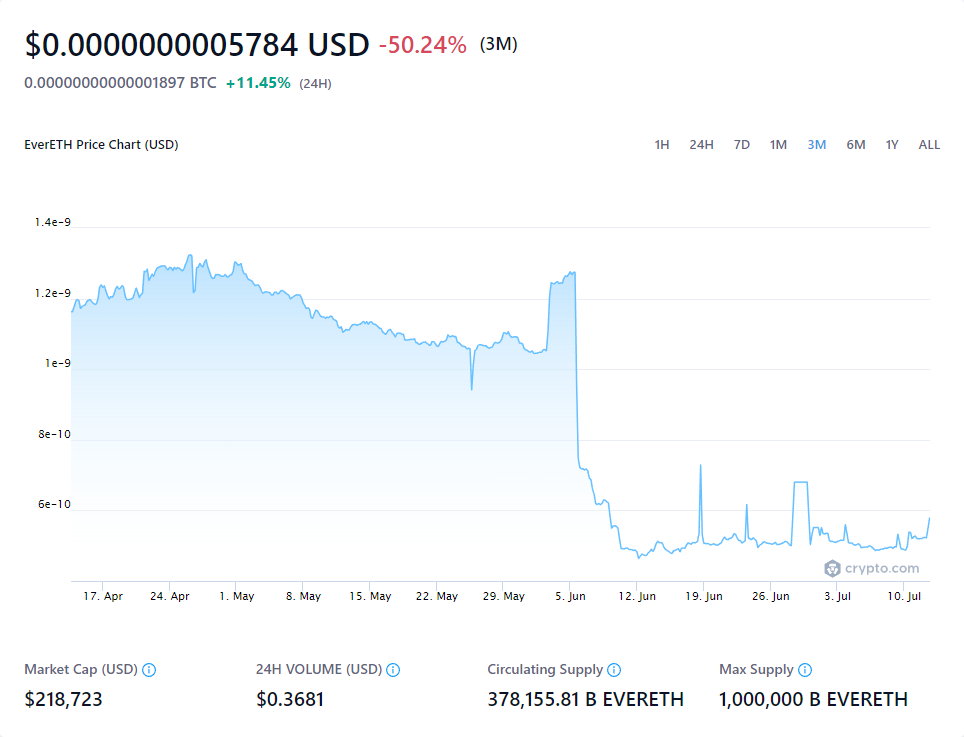 $0.0000000005784 USD -50.24% (3M)
0.00000000000001897 BTC +11.45% (24H)
EverETH Price Chart (USD) 1H 24H 7D 1M 3M 6M 1Y ALL
1.4e-9
1.2e-9
1e-9
8e-10
6e-10
crypto.com
17. Apr 24. Apr 1. May 8. May 15. May 22. May 29. May 5. Jun 12. Jun 19. Jun 26. Jun 3. Jul 10. Jul
Market Cap (USD) 24H VOLUME (USD) Circulating Supply Max Supply
$218,723 $0.3681 378,155.81 B EVERETH 1,000,000 B EVERETH